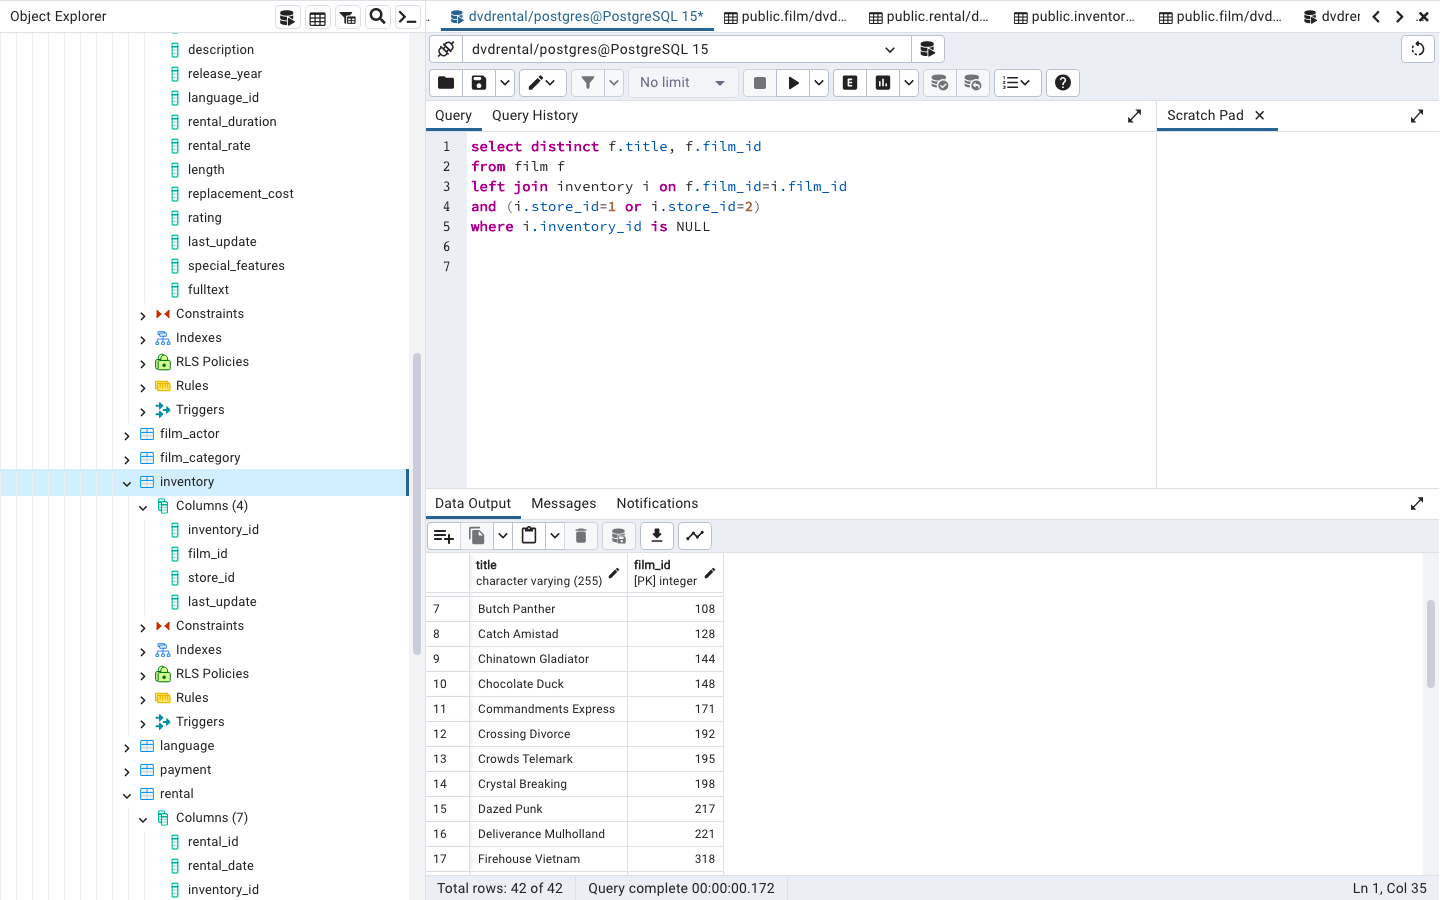 Object Explorer
description
release_year
language_id
rental_duration
rental_rate
length
replacement_cost
rating
last_update
special_features
fulltext
Constraints
Indexes
RLS Policies
Rules
Triggers
film_actor
film_category
inventory
Columns (4)
inventory_id
film_id
store_id
last_update
Constraints
Indexes
RLS Policies
Rules
Triggers
language
payment
rental
Columns (7)
rental_id
rental_date
inventory_id
dvdrental/postgres@PostgreSQL 15*
public.film/dvd...
public.rental/d...
public.inventor...
public.film/dvd...
dvdrer
dvdrental/postgres@PostgreSQL 15
No limit
E
Query
Query History
Scratch Pad
1 select distinct f.title, f.film_id
2 from film f
3 left join inventory i on f.film_id=i.film_id
4 and (i.store_id=1 or i.store_id=2)
5 where i.inventory_id is NULL
6
7
Data Output
Messages
Notifications
title
character varying (255)
film_id
[PK] integer
7 Butch Panther 108
8 Catch Amistad 128
9 Chinatown Gladiator 144
10 Chocolate Duck 148
11 Commandments Express 171
12 Crossing Divorce 192
13 Crowds Telemark 195
14 Crystal Breaking 198
15 Dazed Punk 217
16 Deliverance Mulholland 221
17 Firehouse Vietnam 318
Total rows: 42 of 42
Query complete 00:00:00.172
Ln 1, Col 35